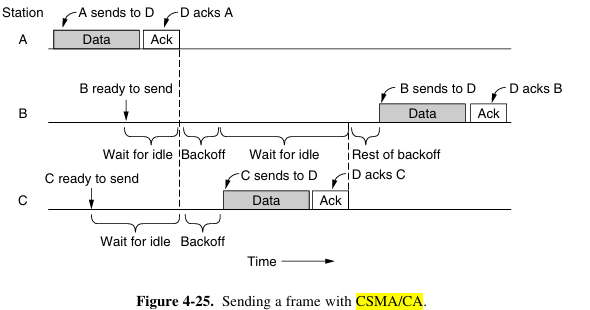 Station
A sends to D
D acks A
A
Data
Ack
B ready to send
B sends to D
D acks B
B
Data
Ack
Wait for idle
Backoff
Wait for idle
Rest of backoff
C ready to send
C sends to D
D acks C
C
Data
Ack
Wait for idle
Backoff
Time
Figure 4-25. Sending a frame with CSMA/CA.